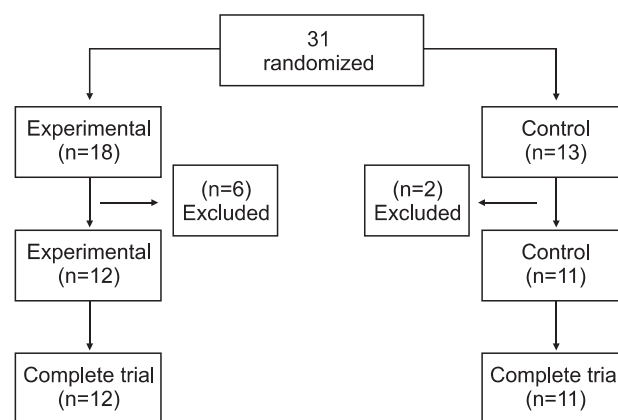 31
randomized
Experimental
(n=18)
Control
(n=13)
(n=6)
Excluded
(n=2)
Excluded
Experimental
(n=12)
Control
(n=11)
Complete trial
(n=12)
Complete trial
(n=11)